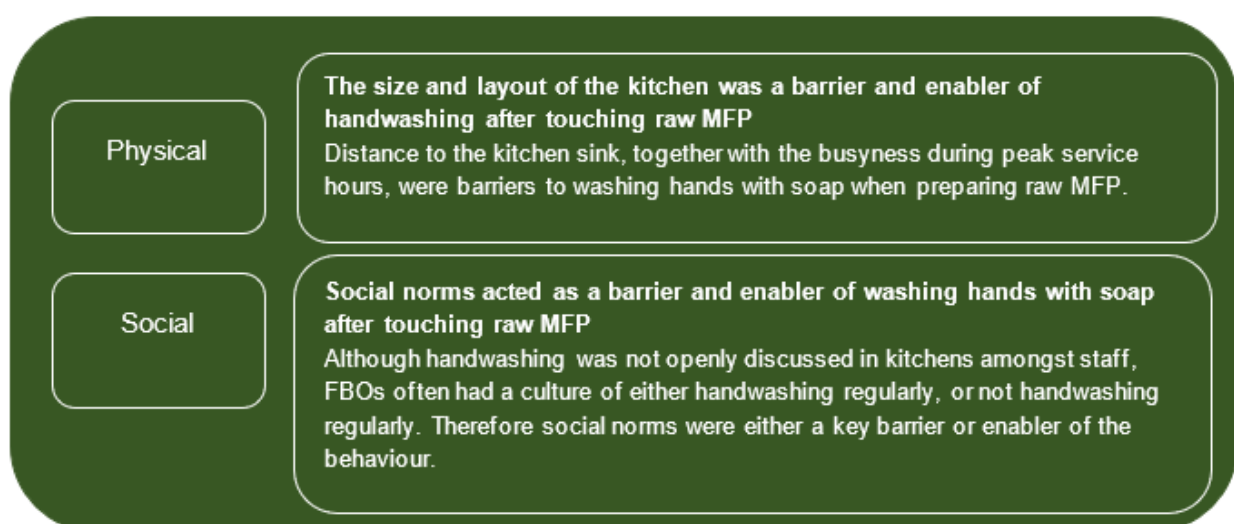 Physical
The size and layout of the kitchen was a barrier and enabler of
handwashing after touching raw MFP
Distance to the kitchen sink, together with the busyness during peak service
hours, were barriers to washing hands with soap when preparing raw MFP.
Social
Social norms acted as a barrier and enabler of washing hands with soap
after touching raw MFP
Although handwashing was not openly discussed in kitchens amongst staff,
FBOs often had a culture of either handwashing regularly, or not handwashing
regularly. Therefore social norms were either a key barrier or enabler of the
behaviour.